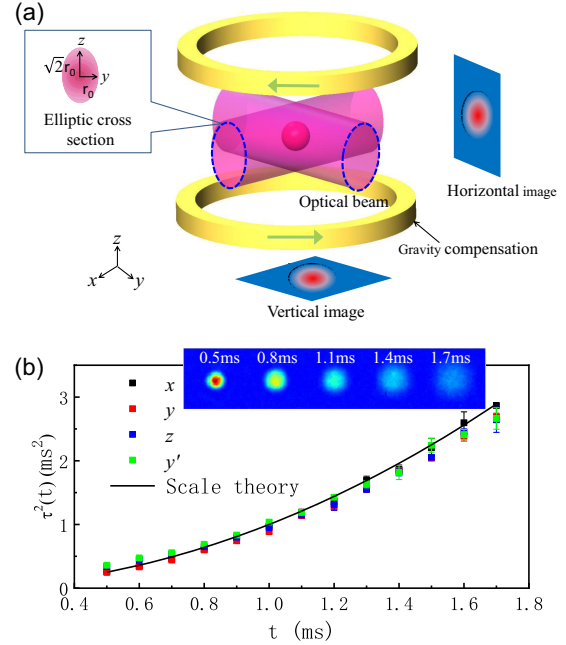 (a)
z
√2r₀
y
r₀
Elliptic cross
section
Optical beam
Horizontal image
Gravity compensation
z
x
y
Vertical image
(b)
0.5ms 0.8ms 1.1ms 1.4ms 1.7ms
x
y
z
y'
Scale theory
τ²(t) (ms²)
3
2
1
0
0.4 0.6 0.8 1.0 1.2 1.4 1.6 1.8
t (ms)